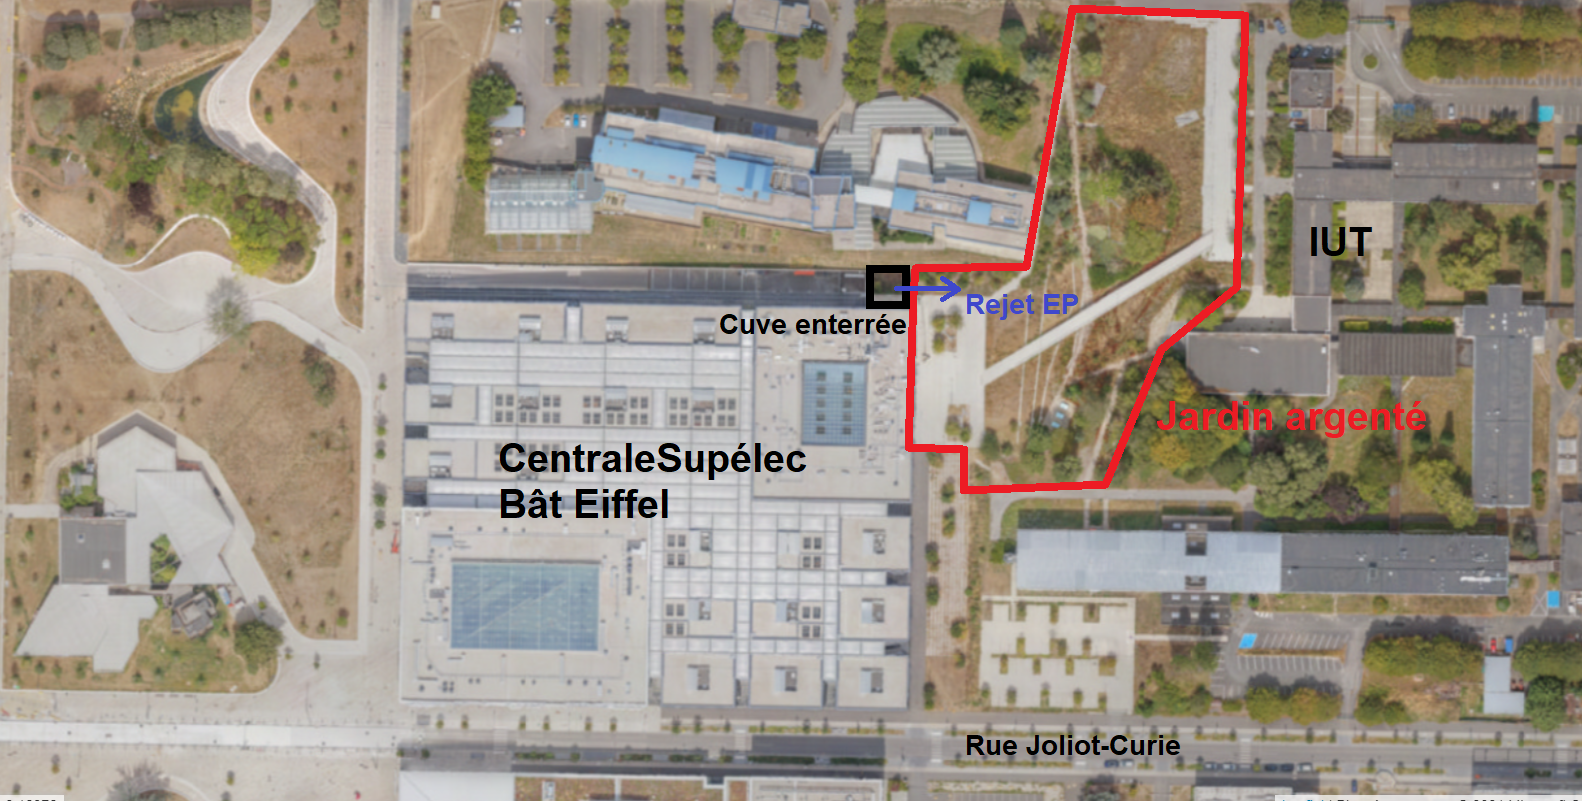 IUT
Rejet EP
Cuve enterrée
Jardin argenté
CentraleSupélec
Bât Eiffel
Rue Joliot-Curie